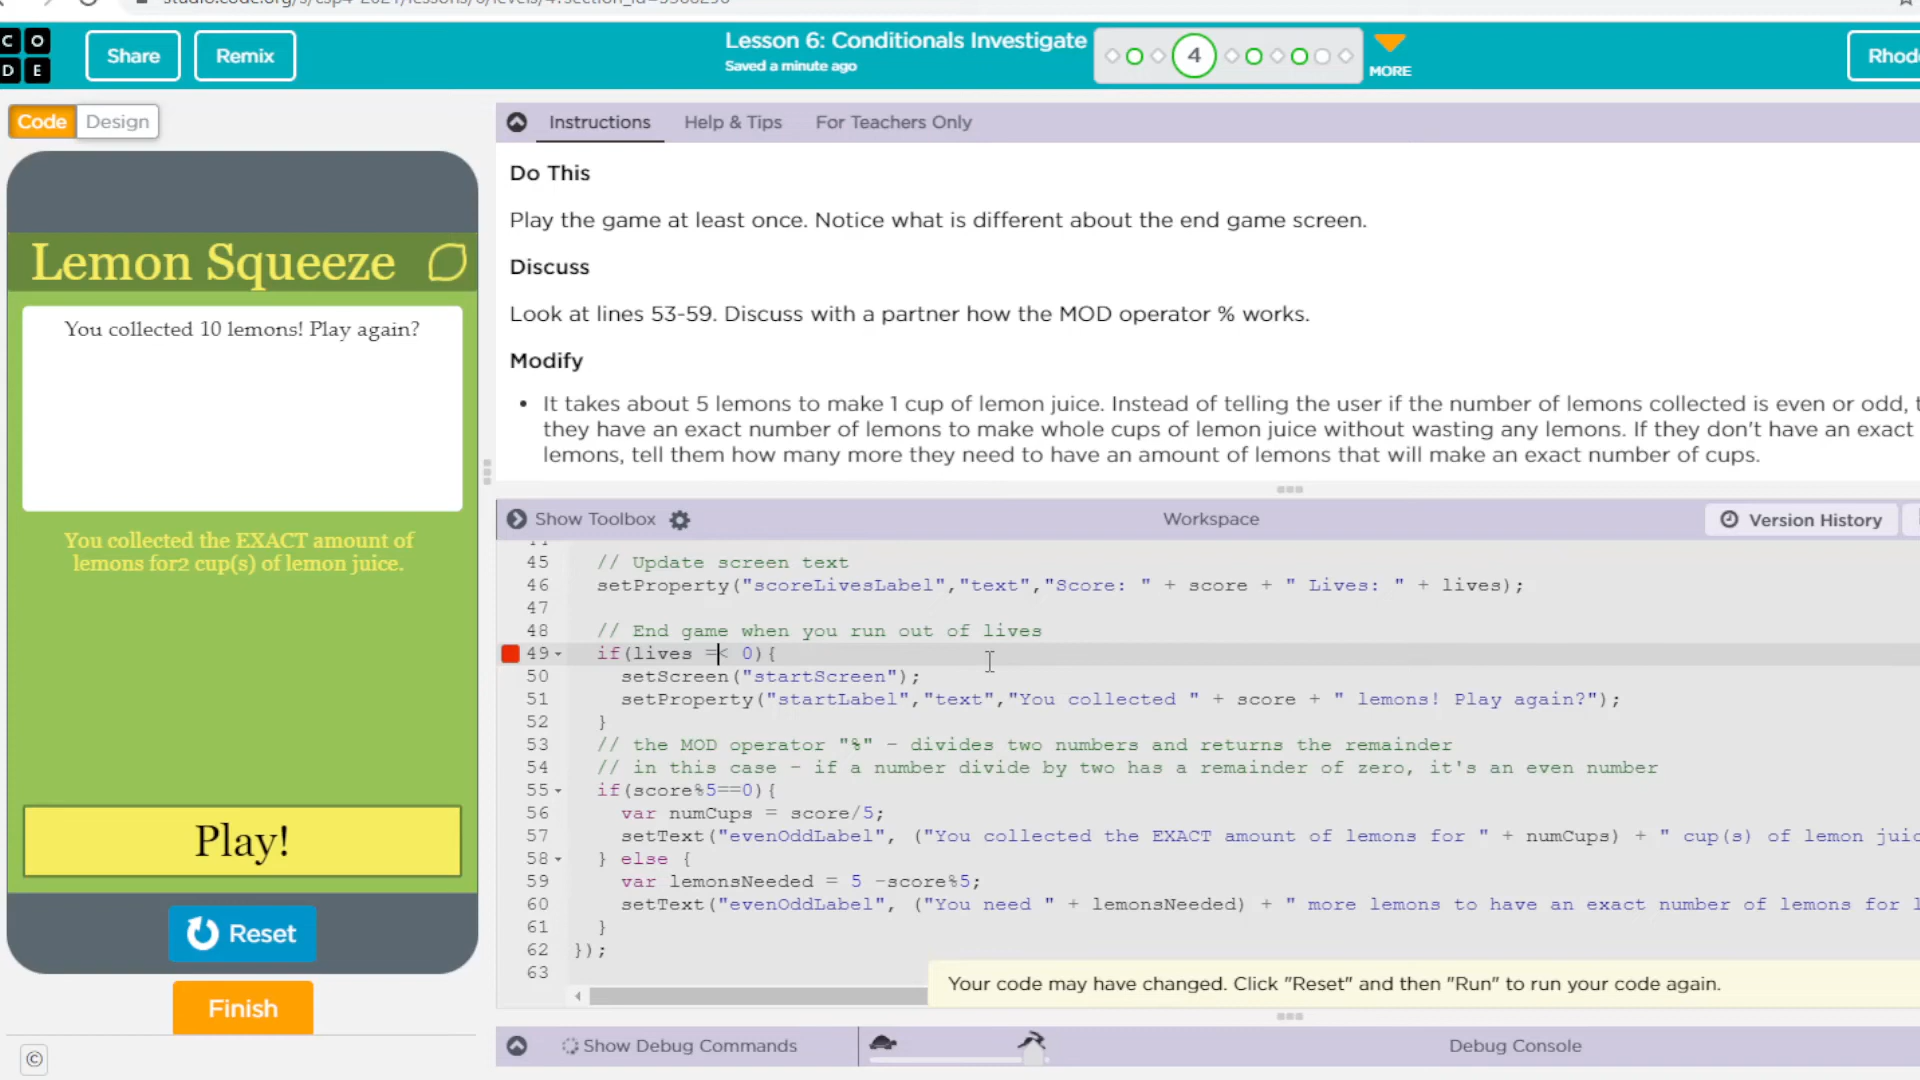 CODE
Share
Remix
Lesson 6: Conditionals Investigate
Saved a minute ago
4
MORE
Code
Design
Instructions
Help & Tips
For Teachers Only
Do This
Play the game at least once. Notice what is different about the end game screen.
Discuss
Look at lines 53-59. Discuss with a partner how the MOD operator % works.
Modify
• It takes about 5 lemons to make 1 cup of lemon juice. Instead of telling the user if the number of lemons collected is even or odd,
they have an exact number of lemons to make whole cups of lemon juice without wasting any lemons. If they don't have an exact
lemons, tell them how many more they need to have an amount of lemons that will make an exact number of cups.
Lemon Squeeze
You collected 10 lemons! Play again?
You collected the EXACT amount of
lemons for2 cup(s) of lemon juice.
Play!
Reset
Finish
©
Show Toolbox
Workspace
Version History
45 // Update screen text
46 setProperty("scoreLivesLabel","text","Score: " + score + " Lives: " + lives);
47
48 // End game when you run out of lives
49 if(lives =< 0){
50 setScreen("startScreen");
51 setProperty("startLabel","text","You collected " + score + " lemons! Play again?");
52 }
53 // the MOD operator "%" - divides two numbers and returns the remainder
54 // in this case - if a number divide by two has a remainder of zero, it's an even number
55 if(score%5==0){
56 var numCups = score/5;
57 setText("evenOddLabel", ("You collected the EXACT amount of lemons for " + numCups) + " cup(s) of lemon
58 } else {
59 var lemonsNeeded = 5 -score%5;
60 setText("evenOddLabel", ("You need " + lemonsNeeded) + " more lemons to have an exact number of lemons for
61 }
62 });
63
Your code may have changed. Click "Reset" and then "Run" to run your code again.
Show Debug Commands
Debug Console